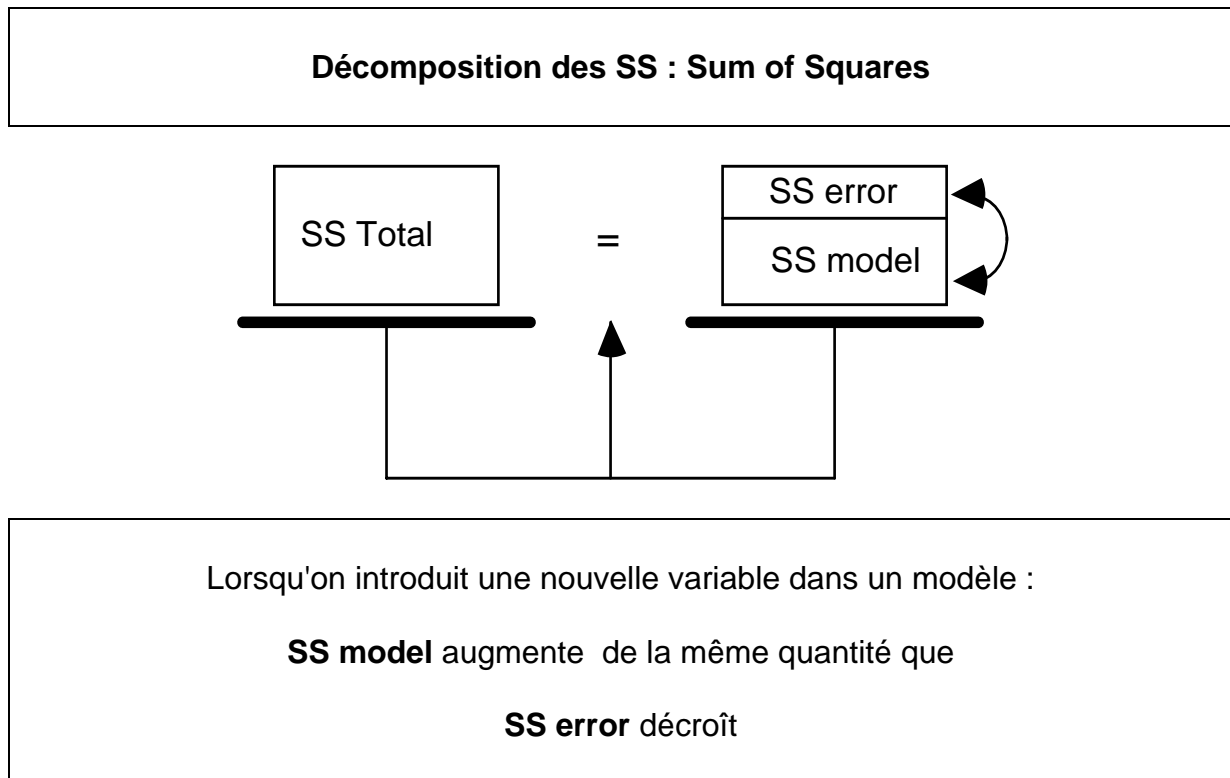 Décomposition des SS : Sum of Squares
SS Total
=
SS error
SS model
Lorsqu'on introduit une nouvelle variable dans un modèle :
SS model augmente de la même quantité que
SS error décroît